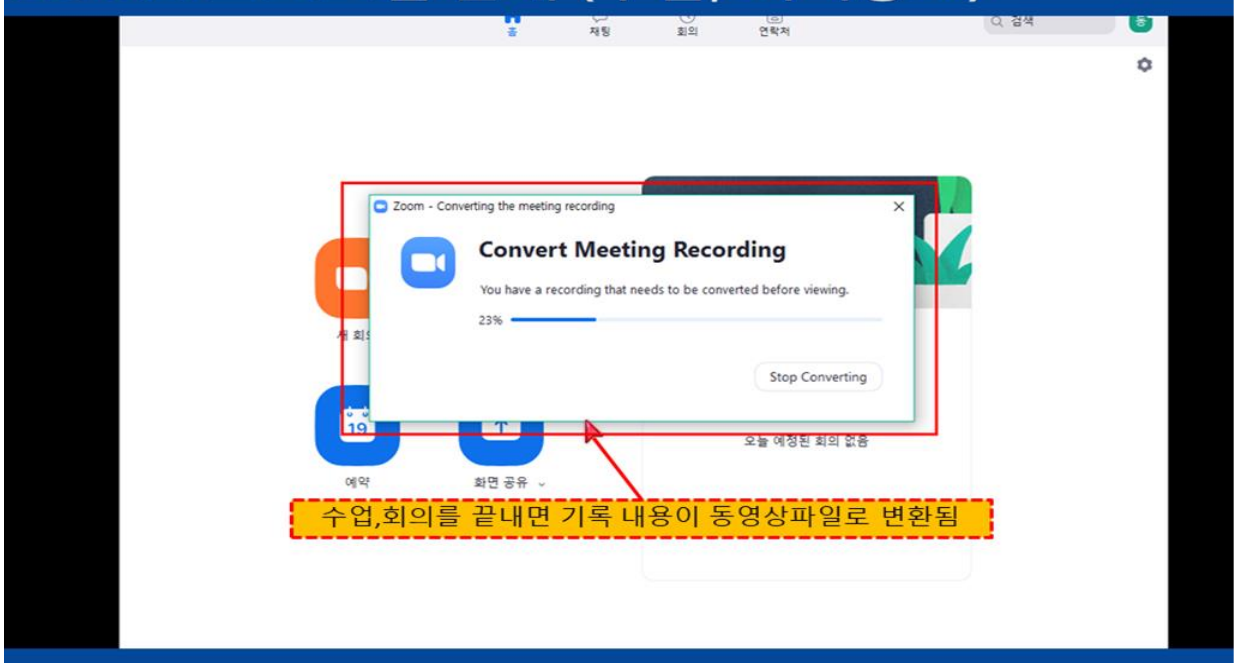 홈 채팅 회의 연락처 검색 동
Zoom - Converting the meeting recording
Convert Meeting Recording
You have a recording that needs to be converted before viewing.
23%
새
Stop Converting
19
오늘 예정된 회의 없음
예약 화면 공유
수업,회의를 끝내면 기록 내용이 동영상파일로 변환됨